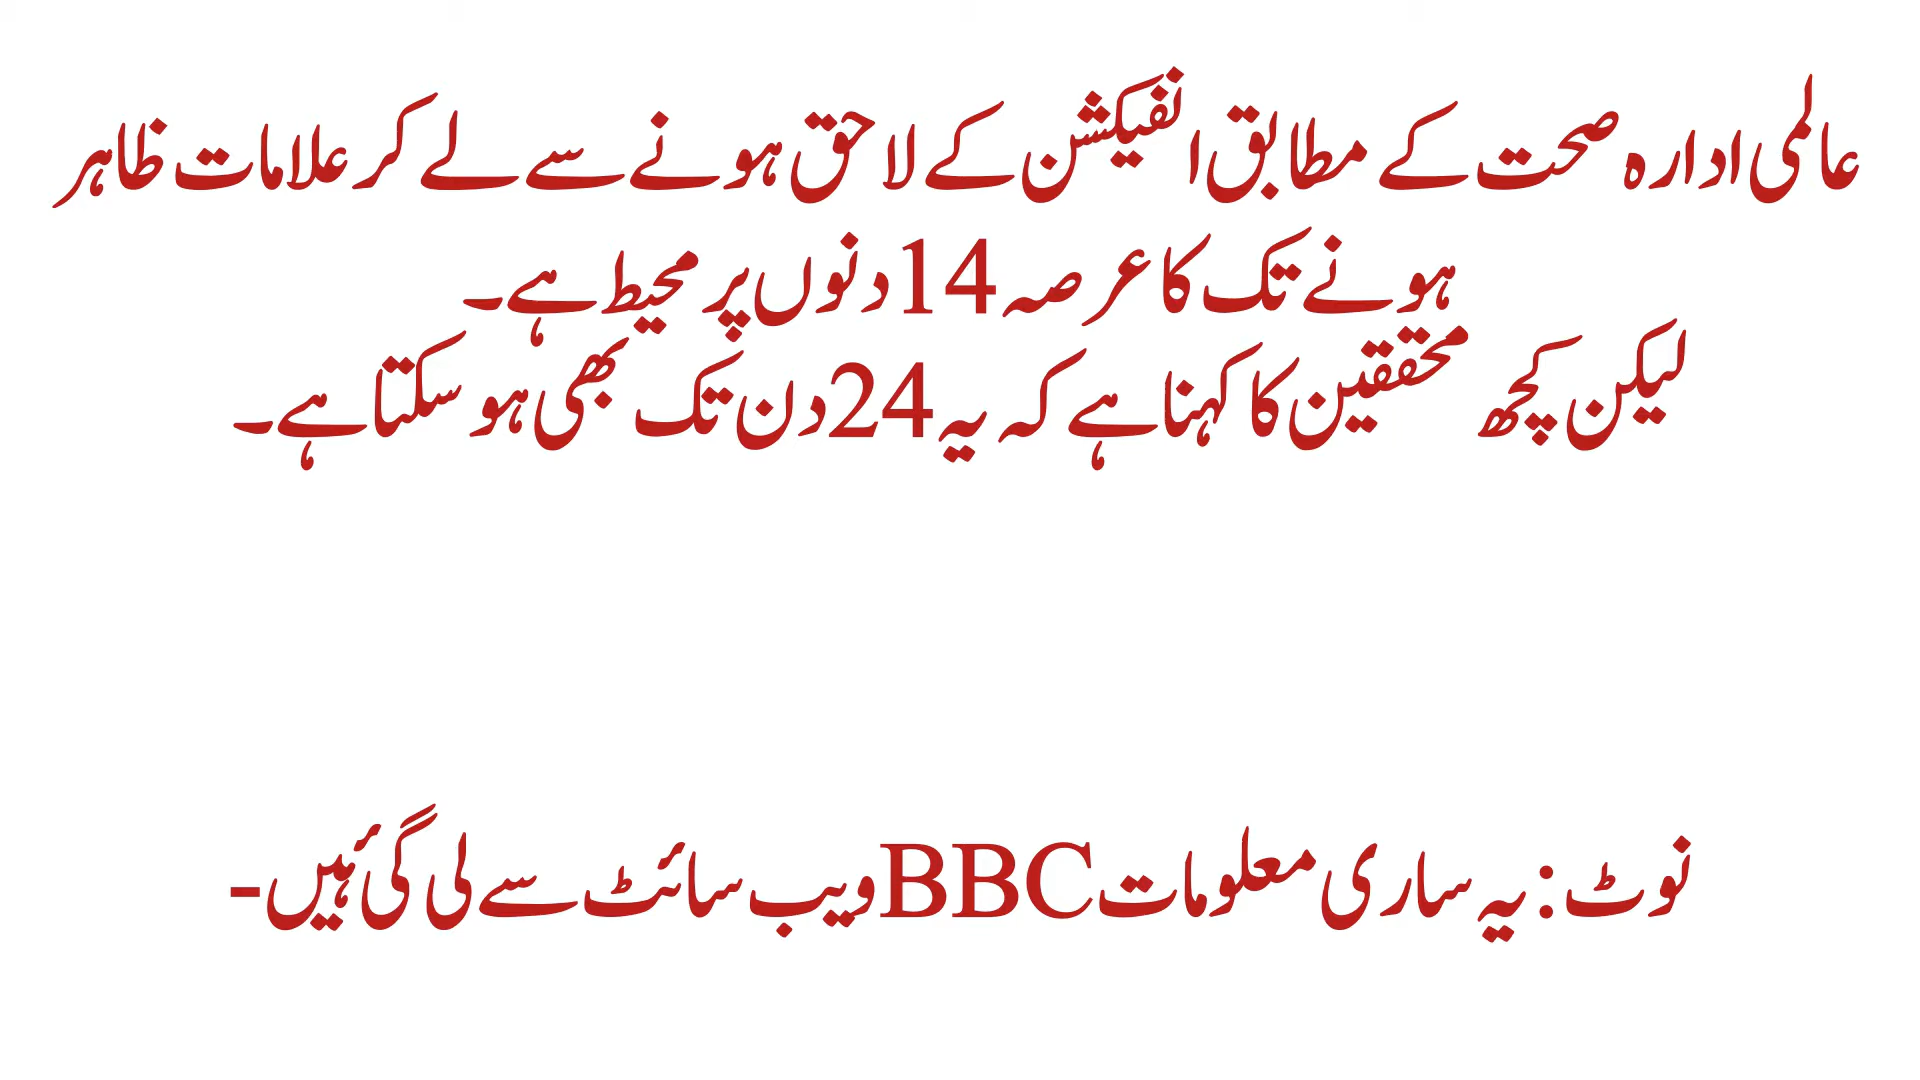 عالمی ادارہ صحت کے مطابق انفیکشن کے لاحق ہونے سے لے کر علامات ظاہر
ہونے تک کا عرصہ 14 دنوں پر محیط ہے۔
لیکن کچھ محققین کا کہنا ہے کہ یہ 24 دن تک بھی ہو سکتا ہے۔
نوٹ: یہ ساری معلومات BBC ویب سائٹ سے لی گئ ہیں-